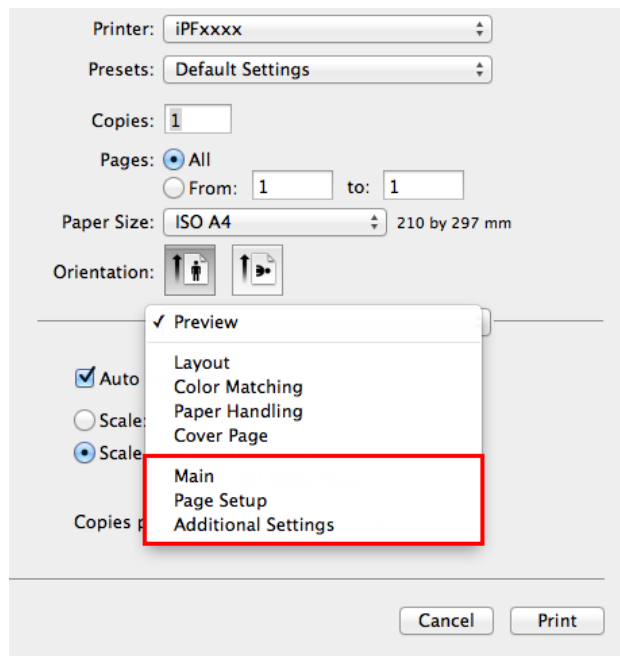 Printer: iPFxxxx
Presets: Default Settings
Copies: 1
Pages: All
From: 1 to: 1
Paper Size: ISO A4 210 by 297 mm
Orientation:
✓ Preview
Layout
Auto
Color Matching
Paper Handling
Scale:
Cover Page
Scale
Main
Page Setup
Copies
Additional Settings
Cancel Print